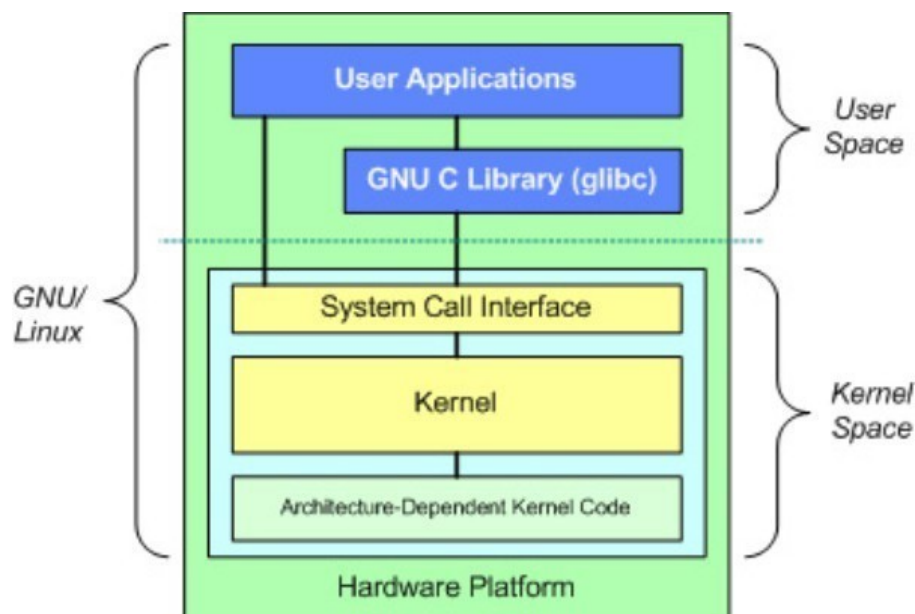 User Applications
User
Space
GNU C Library (glibc)
GNU/
Linux
System Call Interface
Kernel
Kernel
Space
Architecture-Dependent Kernel Code
Hardware Platform